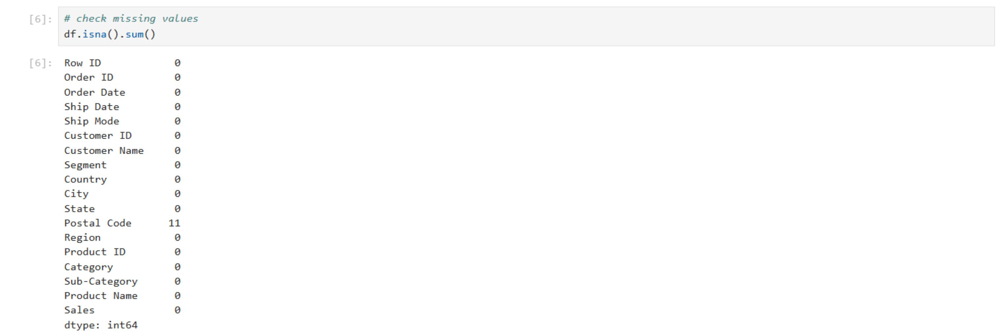 [6]: # check missing values
df.isna().sum()
[6]: Row ID 0
Order ID 0
Order Date 0
Ship Date 0
Ship Mode 0
Customer ID 0
Customer Name 0
Segment 0
Country 0
City 0
State 0
Postal Code 11
Region 0
Product ID 0
Category 0
Sub-Category 0
Product Name 0
Sales 0
dtype: int64